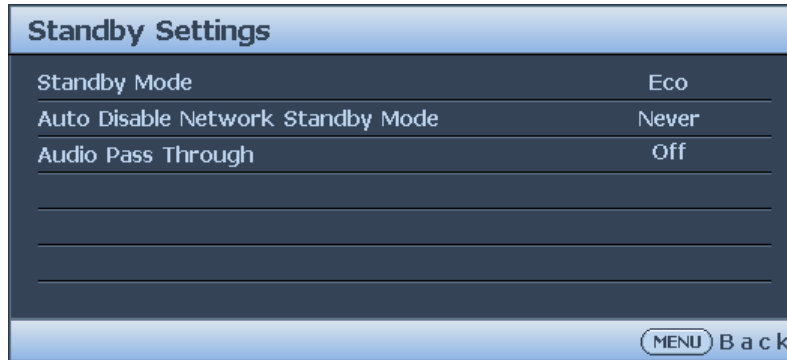 Standby Settings
Standby Mode Eco
Auto Disable Network Standby Mode Never
Audio Pass Through Off
MENU Back